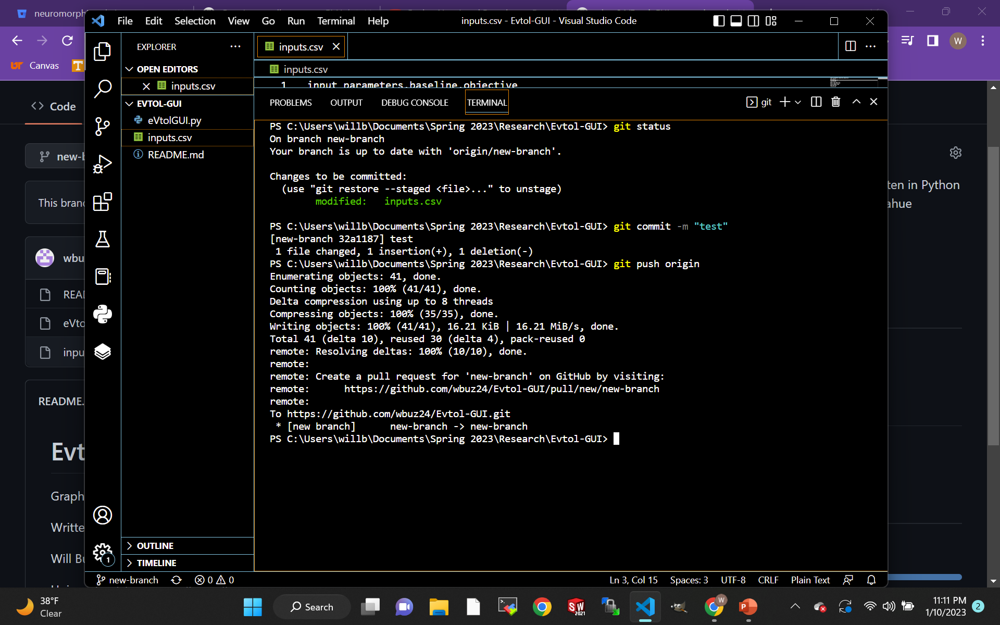 neuromorph
File Edit Selection View Go Run Terminal Help
inputs.csv - Evtol-GUI - Visual Studio Code
W
Canvas
EXPLORER
inputs.csv
OPEN EDITORS
inputs.csv
inputs.csv
1 input_parameters.baseline.objective
EVTOL-GUI
eVtolGUI.py
inputs.csv
README.md
PROBLEMS OUTPUT DEBUG CONSOLE TERMINAL
git
PS C:\Users\willb\Documents\Spring 2023\Research\Evtol-GUI> git status
On branch new-branch
Your branch is up to date with 'origin/new-branch'.
Changes to be committed:
(use "git restore --staged <file>..." to unstage)
modified: inputs.csv
PS C:\Users\willb\Documents\Spring 2023\Research\Evtol-GUI> git commit -m "test"
[new-branch 32a1187] test
1 file changed, 1 insertion(+), 1 deletion(-)
PS C:\Users\willb\Documents\Spring 2023\Research\Evtol-GUI> git push origin
Enumerating objects: 41, done.
Counting objects: 100% (41/41), done.
Delta compression using up to 8 threads
Compressing objects: 100% (35/35), done.
Writing objects: 100% (41/41), 16.21 KiB | 16.21 MiB/s, done.
Total 41 (delta 10), reused 30 (delta 4), pack-reused 0
remote: Resolving deltas: 100% (10/10), done.
remote:
remote: Create a pull request for 'new-branch' on GitHub by visiting:
remote: https://github.com/wbuz24/Evtol-GUI/pull/new/new-branch
remote:
To https://github.com/wbuz24/Evtol-GUI.git
* [new branch] new-branch -> new-branch
PS C:\Users\willb\Documents\Spring 2023\Research\Evtol-GUI>
OUTLINE
TIMELINE
1
new-branch 0 0
Ln 3, Col 15 Spaces: 3 UTF-8 CRLF Plain Text
Code
new-b
This branc
wbu
REA
eVto
inpu
README.
Evt
Graph
Writte
Will Bu
ten in Python
ahue
38°F
Clear
Search
SW
2021
W
P
11:11 PM
1/10/2023
2